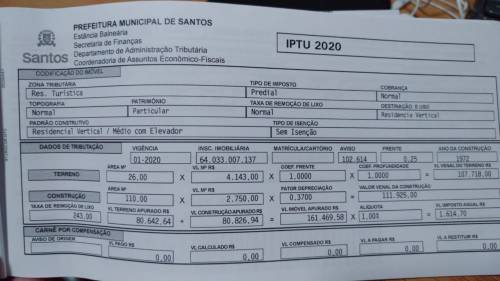 PREFEITURA MUNICIPAL DE SANTOS
Estância Balneária
Secretaria de Finanças
Departamento de Administração Tributária
Coordenadoria de Assuntos Econômico-Fiscais
Santos
IPTU 2020
CODIFICAÇÃO DO IMÓVEL
ZONA TRIBUTÁRIA TIPO DE IMPOSTO COBRANÇA
Res. Turística Predial Normal
TOPOGRAFIA PATRIMÔNIO TAXA DE REMOÇÃO DE LIXO DESTINAÇÃO E USO
Normal Particular Normal Residencia Vertical
PADRÃO CONSTRUTIVO TIPO DE ISENÇÃO
Residencial Vertical / Médio com Elevador Sem Isenção
DADOS DE TRIBUTAÇÃO VIGÊNCIA INSC. IMOBILIÁRIA MATRÍCULA/CARTÓRIO AVISO FRENTE ANO DA CONSTRUÇÃO
01-2020 64.033.007.137 102.614 0,25 1972
ÁREA M² VL M² R$ COEF. FRENTE COEF. PROFUNDIDADE VL VENAL DO TERRENO R$
TERRENO 26,00 X 4.143,00 X 1.0000 X 1.0000 = 107.718,00
ÁREA M² VL M² R$ FATOR DEPRECIAÇÃO VALOR VENAL DA CONSTRUÇÃO
CONSTRUÇÃO 110,00 X 2.750,00 X 0,3700 = 111.925,00
TAXA DE REMOÇÃO DE LIXO VL TERRENO APURADO R$ VL CONSTRUÇÃO APURADO R$ VL IMÓVEL APURADO R$ ALÍQUOTA VL IMPOSTO ANUAL R$
243,00 80.642,64 + 80.826,94 = 161.469,58 X 1,00% = 1.614,70
CARNÊ POR COMPENSAÇÃO
AVISO DE ORIGEM VL PAGO R$ VL CALCULADO R$ VL COMPENSADO R$ VL A PAGAR R$ VL A RESTITUIR R$
0,00 0,00 0,00 0,00 0,00